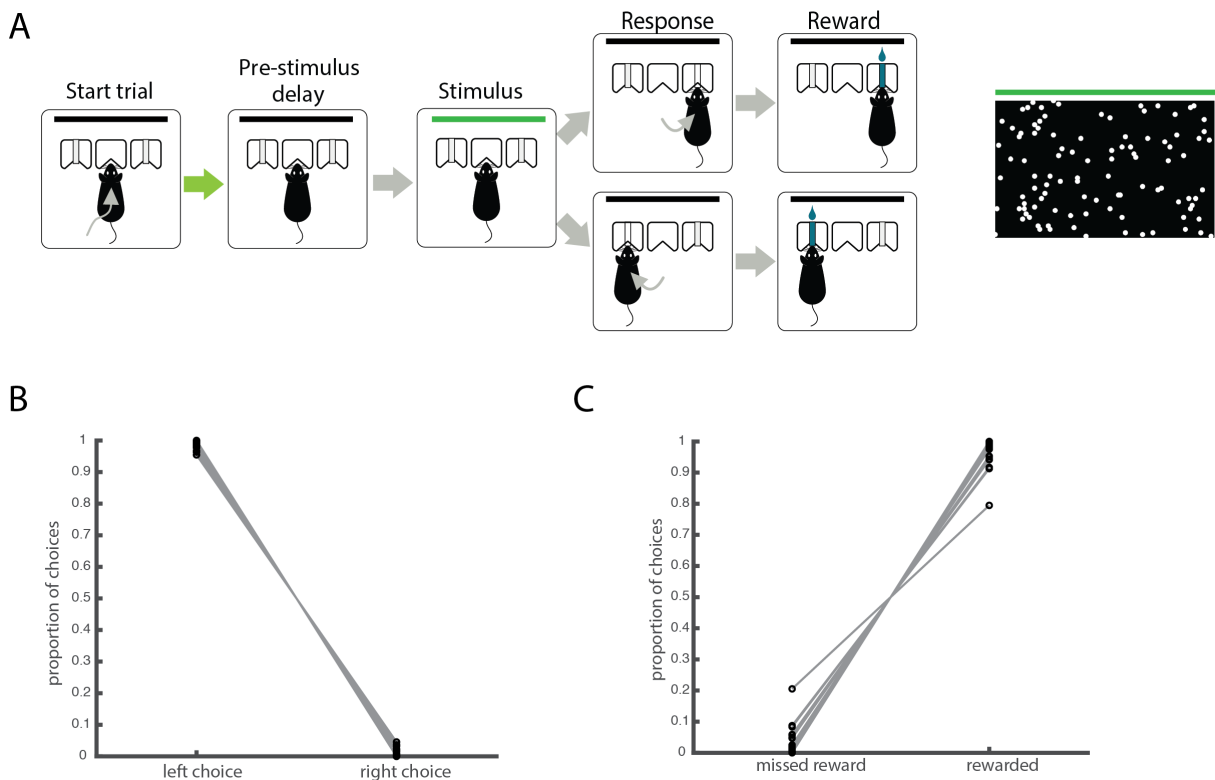 A
Start trial
Pre-stimulus
delay
Stimulus
Response
Reward
B
proportion of choices
1
0.9
0.8
0.7
0.6
0.5
0.4
0.3
0.2
0.1
0
left choice
right choice
C
proportion of choices
1
0.9
0.8
0.7
0.6
0.5
0.4
0.3
0.2
0.1
0
missed reward
rewarded